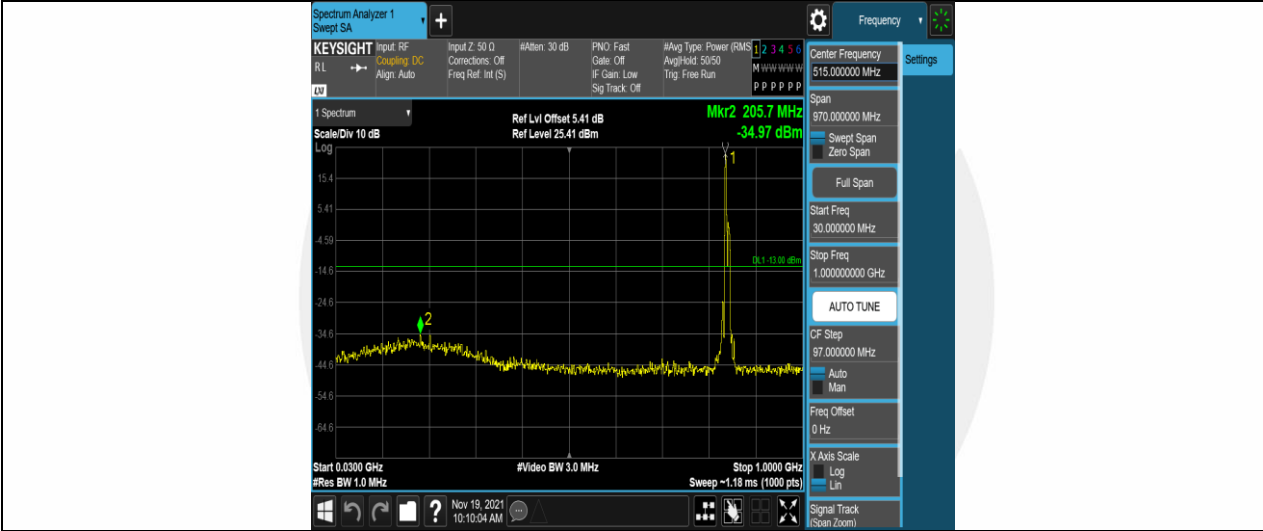 Spectrum Analyzer 1
Swept SA
+
Frequency
KEYSIGHT
R L
LXI
Input: RF
Coupling: DC
Align: Auto
Input Z: 50 Ω
Corrections: Off
Freq Ref: Int (S)
#Atten: 30 dB
PNO: Fast
Gate: Off
IF Gain: Low
Sig Track: Off
#Avg Type: Power (RMS
Avg|Hold: 50/50
Trig: Free Run
1 2 3 4 5 6
M W W W W W
P P P P P P
1 Spectrum
Scale/Div 10 dB
Ref Lvl Offset 5.41 dB
Ref Level 25.41 dBm
Mkr2 205.7 MHz
-34.97 dBm
Log
15.4
5.41
-4.59
-14.6
-24.6
-34.6
-44.6
-54.6
-64.6
1
2
DL1 -13.00 dBm
Start 0.0300 GHz
#Res BW 1.0 MHz
#Video BW 3.0 MHz
Stop 1.0000 GHz
Sweep ~1.18 ms (1000 pts)
Center Frequency
515.000000 MHz
Settings
Span
970.000000 MHz
Swept Span
Zero Span
Full Span
Start Freq
30.000000 MHz
Stop Freq
1.000000000 GHz
AUTO TUNE
CF Step
97.000000 MHz
Auto
Man
Freq Offset
0 Hz
X Axis Scale
Log
Lin
Signal Track
(Span Zoom)
?
Nov 19, 2021
10:10:04 AM